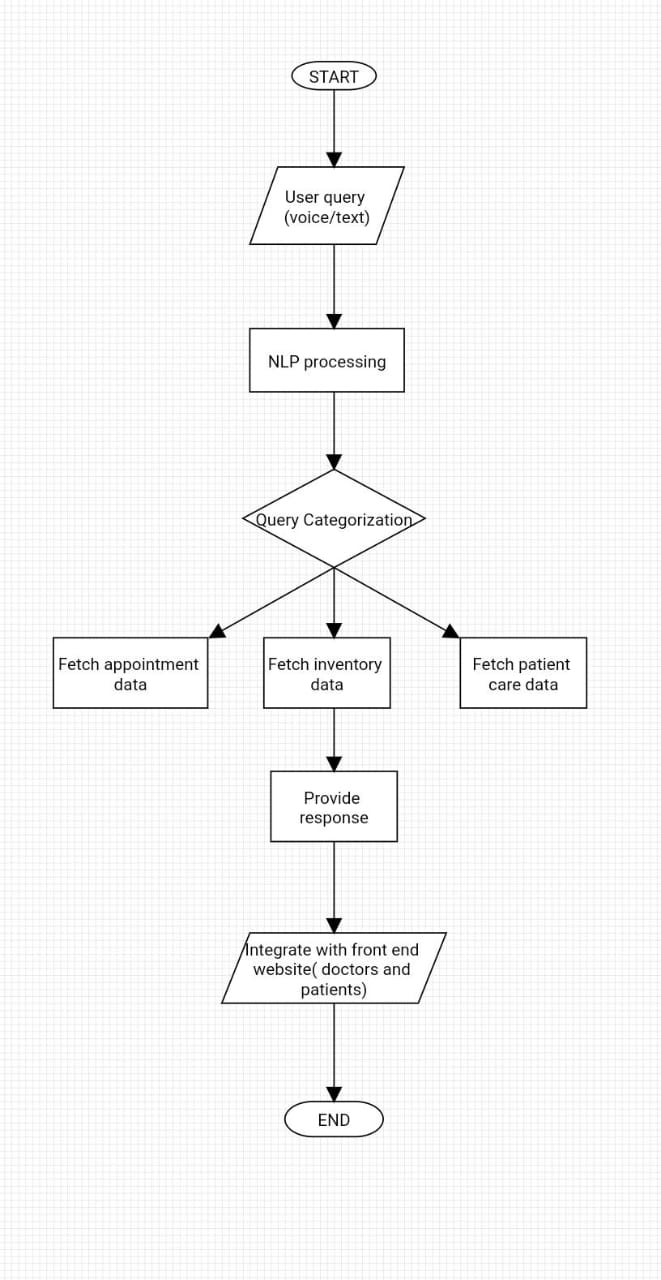 START
User query
(voice/text)
NLP processing
Query Categorization
Fetch appointment
data
Fetch inventory
data
Fetch patient
care data
Provide
response
Integrate with front end
website( doctors and
patients)
END